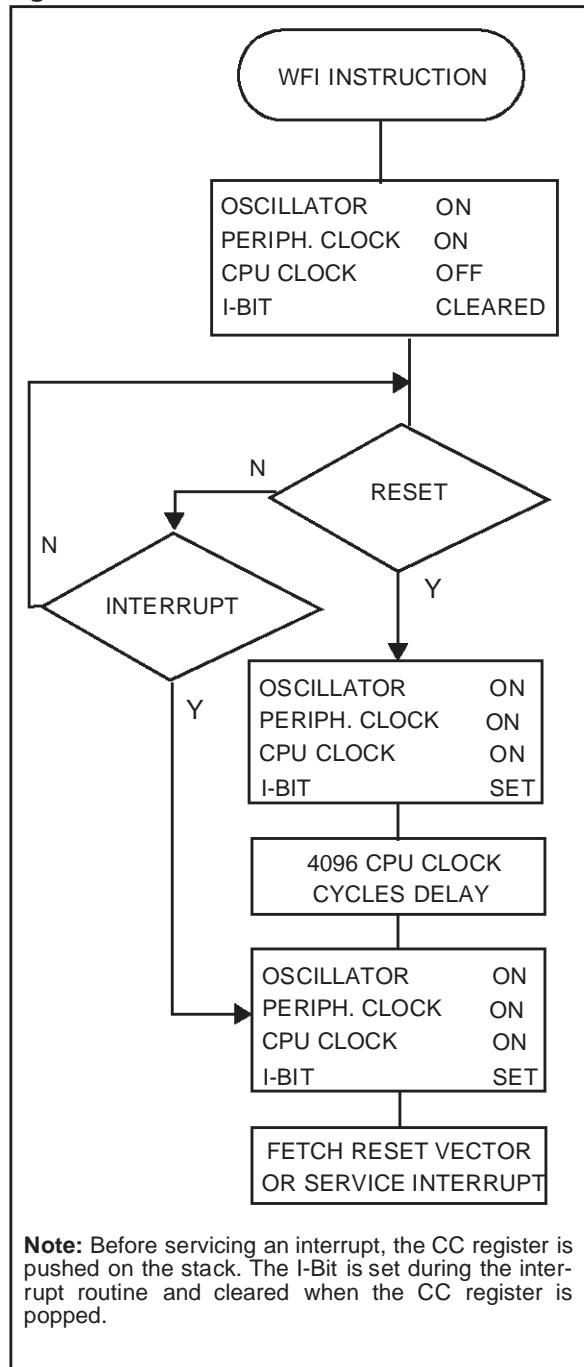 WFI INSTRUCTION
OSCILLATOR ON
PERIPH. CLOCK ON
CPU CLOCK OFF
I-BIT CLEARED
N
RESET
N
INTERRUPT
Y
Y
OSCILLATOR ON
PERIPH. CLOCK ON
CPU CLOCK ON
I-BIT SET
4096 CPU CLOCK
CYCLES DELAY
OSCILLATOR ON
PERIPH. CLOCK ON
CPU CLOCK ON
I-BIT SET
FETCH RESET VECTOR
OR SERVICE INTERRUPT
Note: Before servicing an interrupt, the CC register is
pushed on the stack. The I-Bit is set during the inter-
rupt routine and cleared when the CC register is
popped.